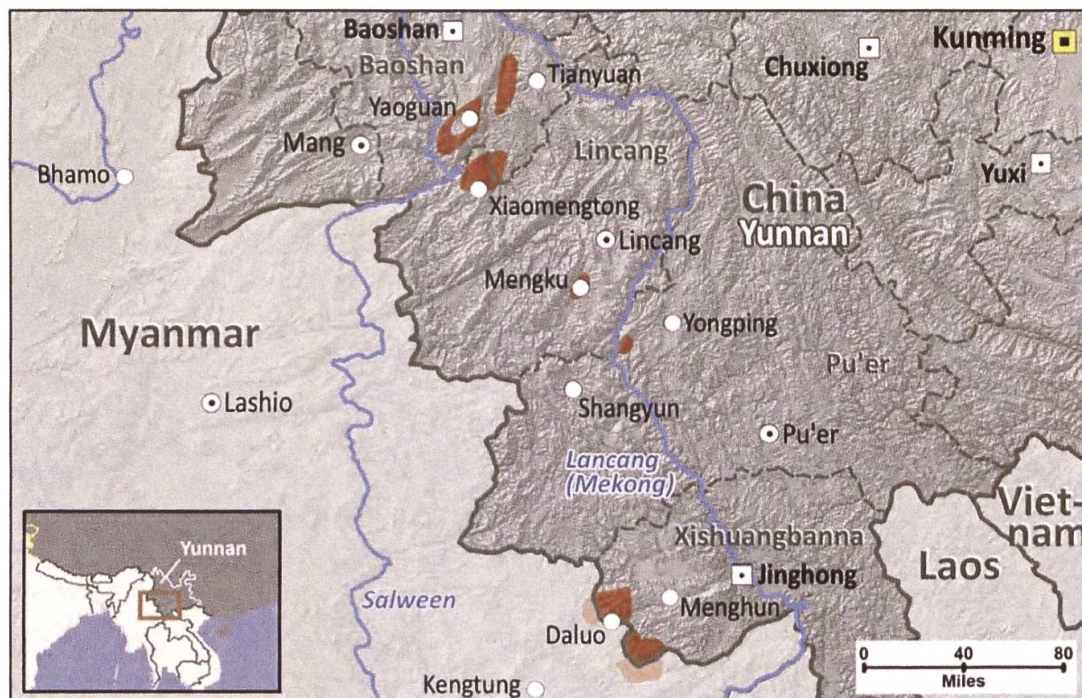 Baoshan
Kunming
Chuxiong
Baoshan
Tianyuan
Yaoguan
Mang
Lincang
Bhamo
Yuxi
Xiaomengtong
China
Yunnan
Lincang
Mengku
Myanmar
Yongping
Pu'er
Lashio
Shangyun
Pu'er
Lancang
(Mekong)
Viet-
nam
Xishuangbanna
Yunnan
Laos
Jinghong
Salween
Menghun
Daluo
Kengtung
0 40 80
Miles